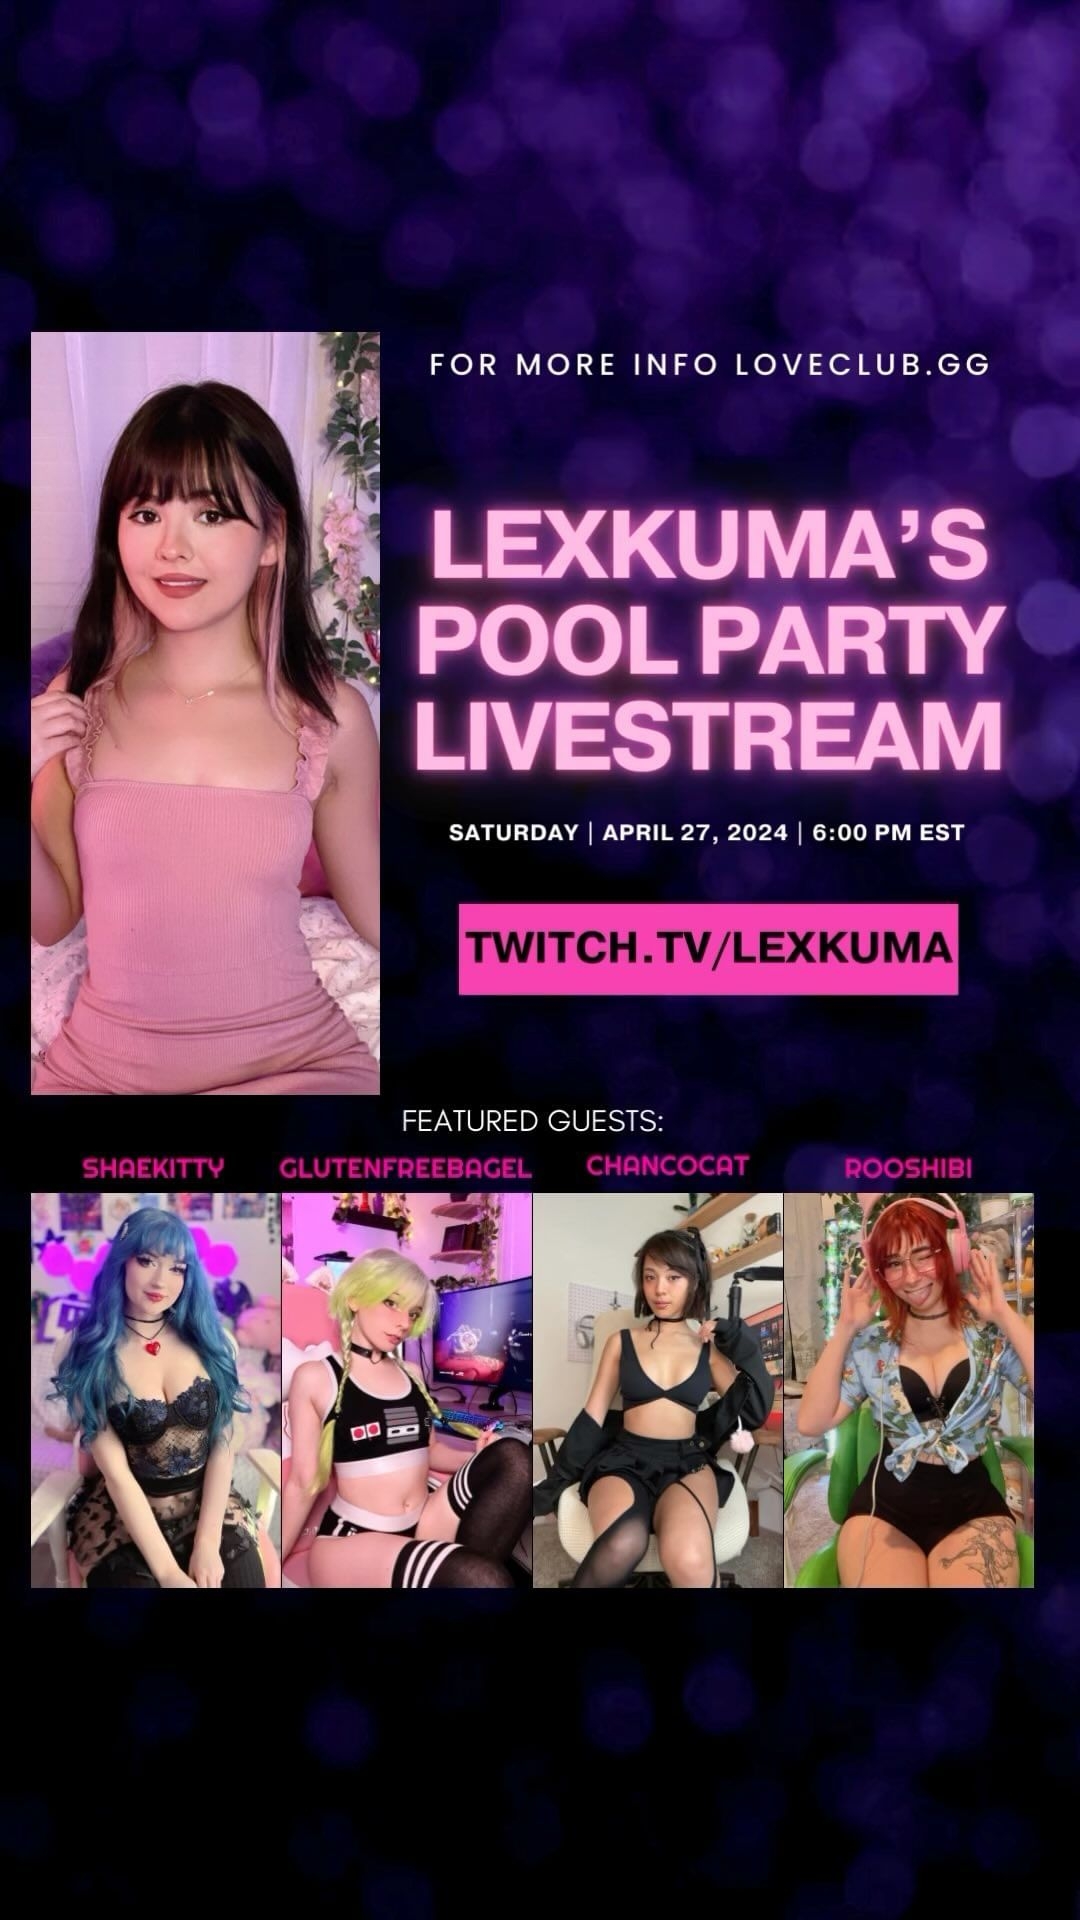 FOR MORE INFO LOVECLUB.GG
LEXKUMA'S
POOL PARTY
LIVESTREAM
SATURDAY | APRIL 27, 2024 | 6:00 PM EST
TWITCH.TV/LEXKUMA
FEATURED GUESTS:
SHAEKITTY
GLUTENFREEBAGEL
CHANCOCAT
ROOSHIBI